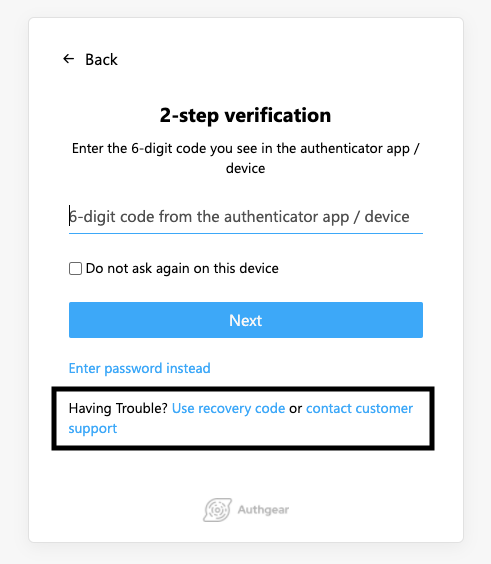 ← Back
2-step verification
Enter the 6-digit code you see in the authenticator app /
device
6-digit code from the authenticator app / device
Do not ask again on this device
Next
Enter password instead
Having Trouble? Use recovery code or contact customer
support
Authgear